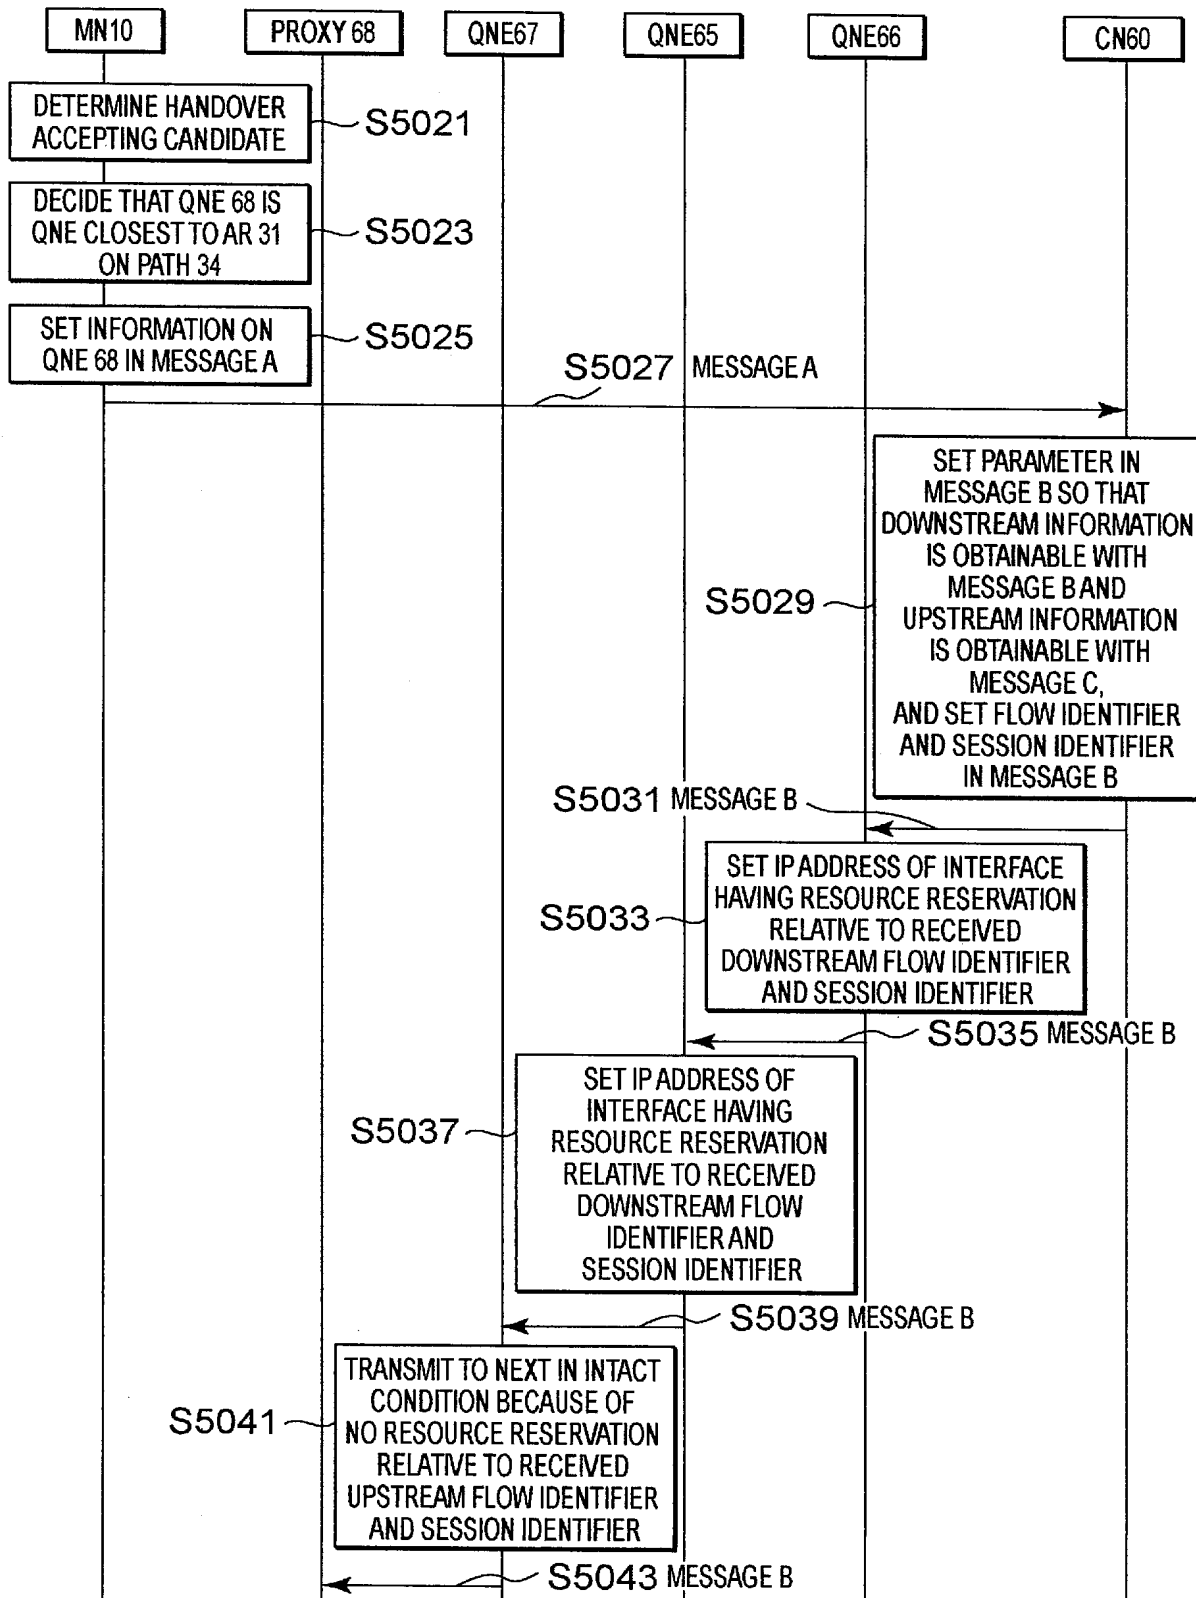 MN10
PROXY 68
QNE67
QNE65
QNE66
CN60
DETERMINE HANDOVER
ACCEPTING CANDIDATE
S5021
DECIDE THAT QNE 68 IS
QNE CLOSEST TO AR 31
ON PATH 34
S5023
SET INFORMATION ON
QNE 68 IN MESSAGE A
S5025
S5027 MESSAGE A
SET PARAMETER IN
MESSAGE B SO THAT
DOWNSTREAM INFORMATION
IS OBTAINABLE WITH
MESSAGE B AND
UPSTREAM INFORMATION
IS OBTAINABLE WITH
MESSAGE C,
AND SET FLOW IDENTIFIER
AND SESSION IDENTIFIER
IN MESSAGE B
S5029
S5031 MESSAGE B
SET IP ADDRESS OF INTERFACE
HAVING RESOURCE RESERVATION
RELATIVE TO RECEIVED
DOWNSTREAM FLOW IDENTIFIER
AND SESSION IDENTIFIER
S5033
S5035 MESSAGE B
SET IP ADDRESS OF
INTERFACE HAVING
RESOURCE RESERVATION
RELATIVE TO RECEIVED
DOWNSTREAM FLOW
IDENTIFIER AND
SESSION IDENTIFIER
S5037
S5039 MESSAGE B
TRANSMIT TO NEXT IN INTACT
CONDITION BECAUSE OF
NO RESOURCE RESERVATION
RELATIVE TO RECEIVED
UPSTREAM FLOW IDENTIFIER
AND SESSION IDENTIFIER
S5041
S5043 MESSAGE B